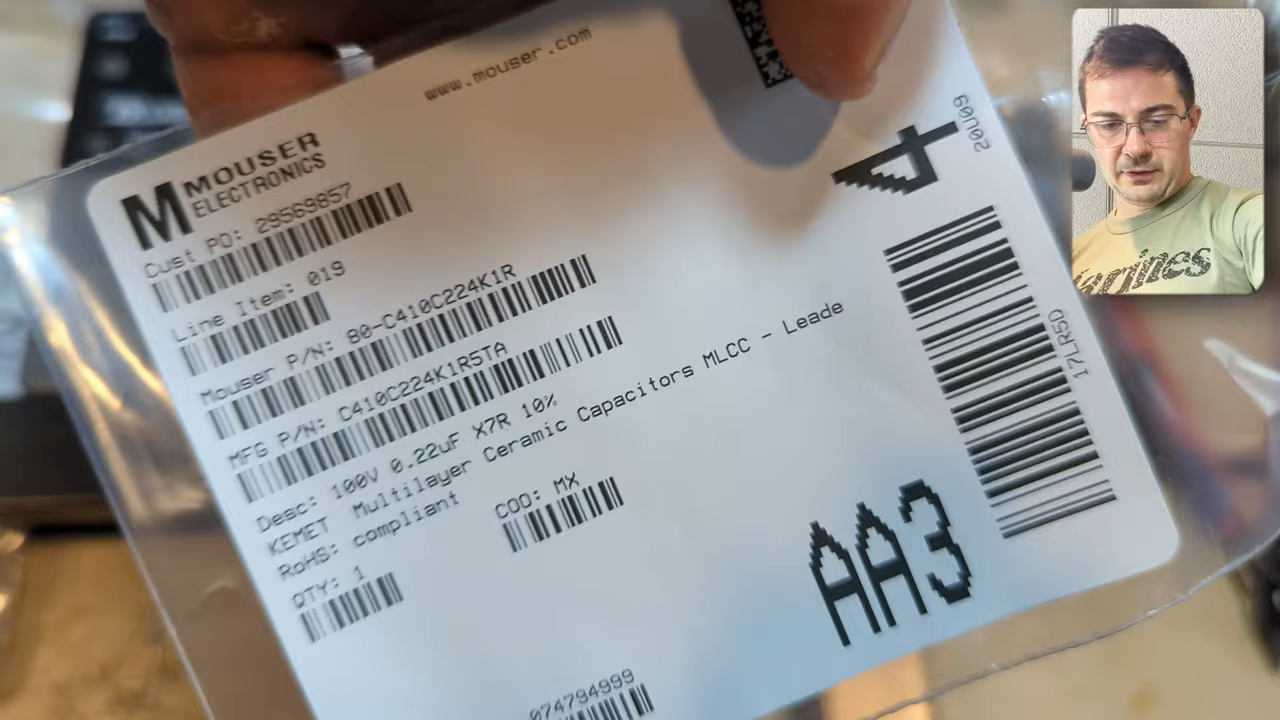 www.mouser.com
M MOUSER
ELECTRONICS
Cust PO: 29569857
Line Item: 019
Mouser P/N: 80-C410C224K1R
MFG P/N: C410C224K1R5TA
Desc: 100V 0.22uF X7R 10%
KEMET Multilayer Ceramic Capacitors MLCC - Leade
RoHS: compliant
COO: MX
QTY: 1
074794999
4
20U09
17LR5D
AA3